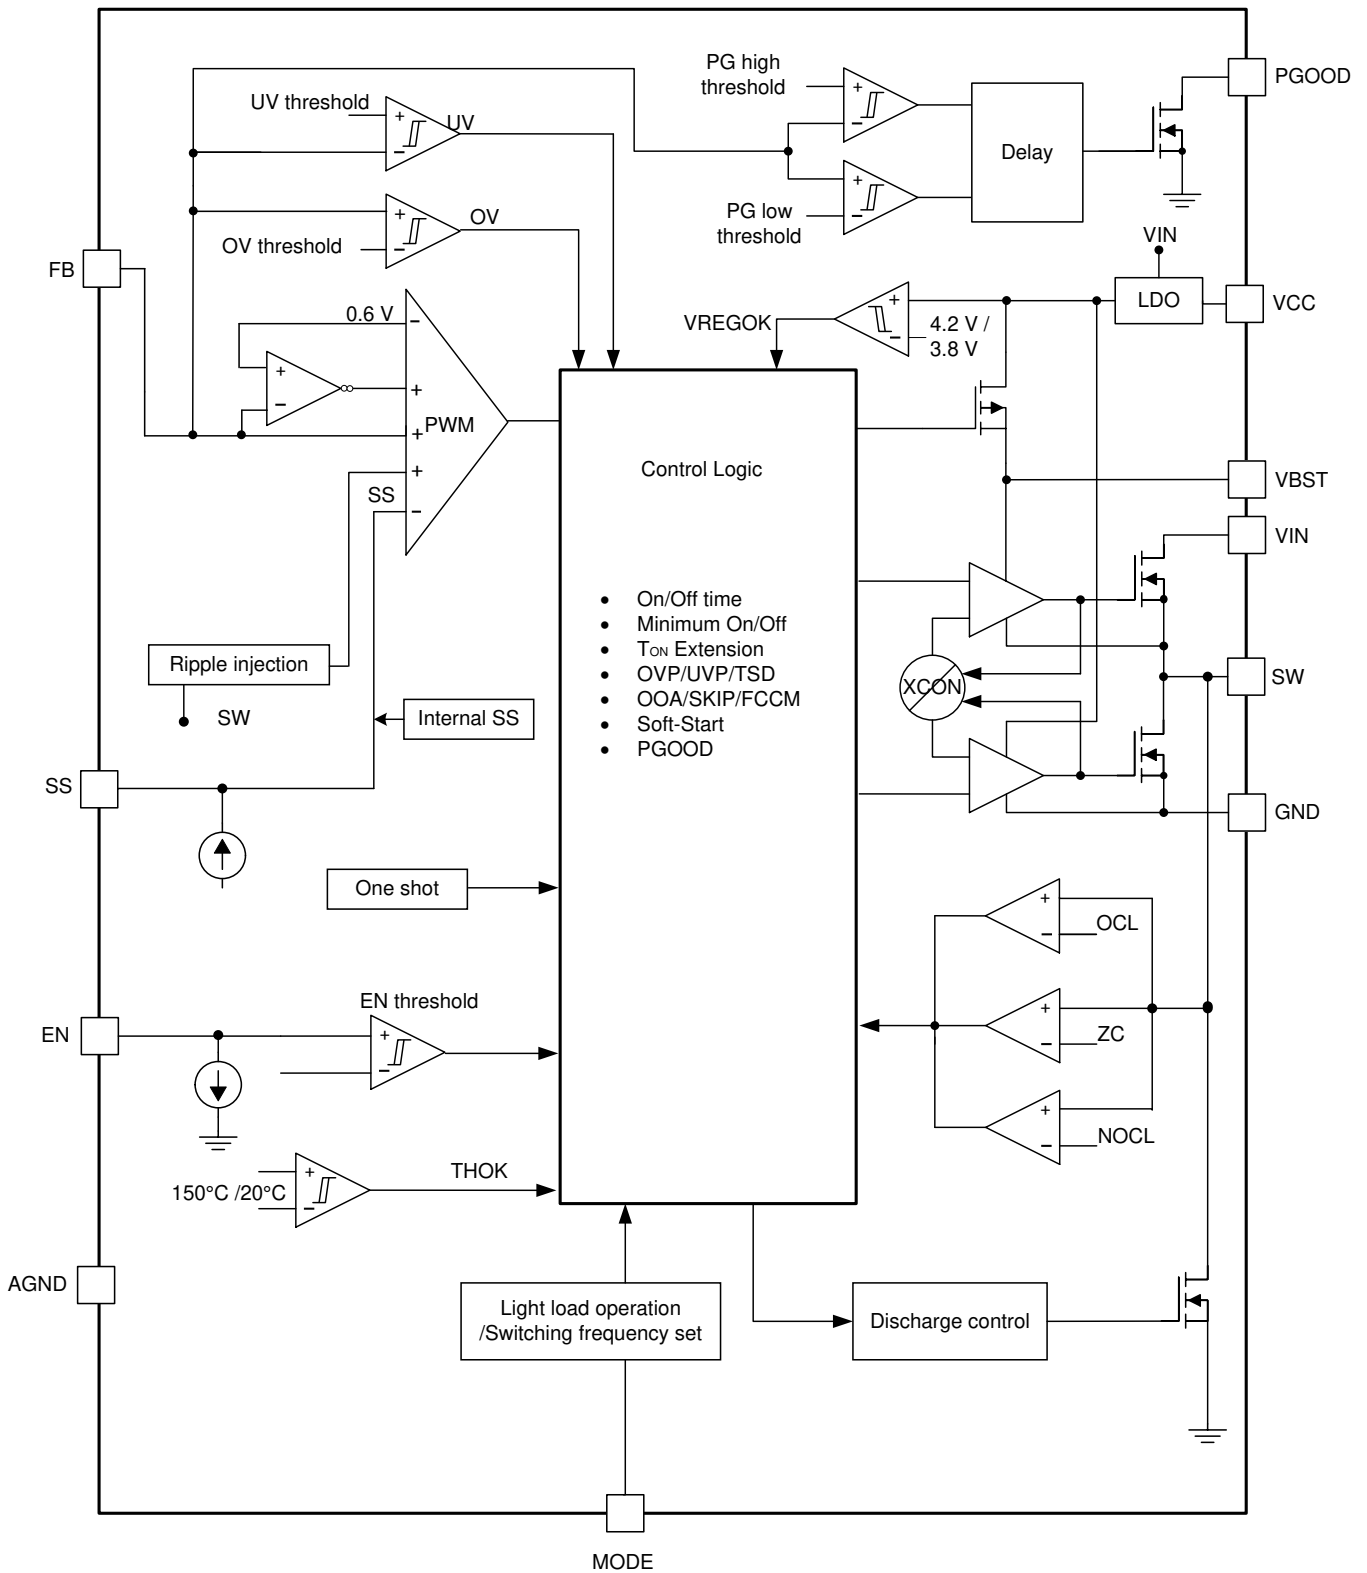 PG high
threshold
PGOOD
UV threshold
+
UV
-
+
-
Delay
OV threshold
+
OV
-
+
-
PG low
threshold
FB
VIN
LDO
VCC
0.6 V
-
VREGOK
+
-
4.2 V /
3.8 V
+
-
+
+
PWM
+
SS
-
Control Logic
VBST
VIN
• On/Off time
• Minimum On/Off
• TON Extension
• OVP/UVP/TSD
• OOA/SKIP/FCCM
• Soft-Start
• PGOOD
Ripple injection
SW
Internal SS
XCON
SW
SS
GND
One shot
+
-
OCL
EN threshold
EN
+
-
+
-
ZC
+
-
NOCL
150°C /20°C
+
-
THOK
AGND
Light load operation
/Switching frequency set
Discharge control
MODE